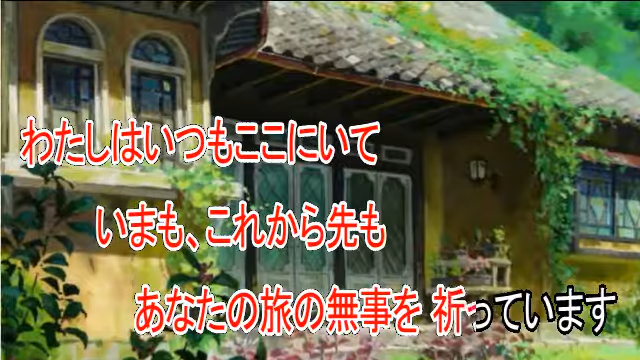 わたしはいつもここにいて
いまも、これから先も
あなたの旅の無事を 祈っています